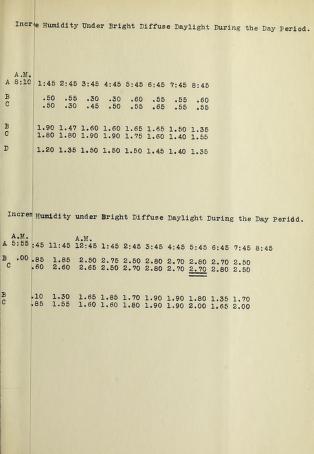 Incre Humidity Under Bright Diffuse Daylight During the Day Period.
A.M.
A 8:10 1:45 2:45 3:45 4:45 5:45 6:45 7:45 8:45
B .50 .55 .30 .30 .60 .55 .55 .60
C .50 .30 .45 .50 .55 .65 .55 .55
B 1.90 1.47 1.60 1.60 1.65 1.65 1.50 1.35
C 1.80 1.80 1.90 1.90 1.75 1.60 1.40 1.55
D 1.20 1.35 1.50 1.50 1.50 1.45 1.40 1.35
Increm Humidity under Bright Diffuse Daylight During the Day Period.
A.M. A.M.
A 5:55 :45 11:45 12:45 1:45 2:45 3:45 4:45 5:45 6:45 7:45 8:45
B .00 .85 1.85 2.50 2.75 2.50 2.80 2.70 2.80 2.70 2.50
C .60 2.60 2.65 2.50 2.70 2.80 2.70 2.70 2.80 2.50
B .10 1.30 1.65 1.85 1.70 1.90 1.90 1.80 1.35 1.70
C .85 1.55 1.60 1.60 1.80 1.90 1.90 2.00 1.65 2.00